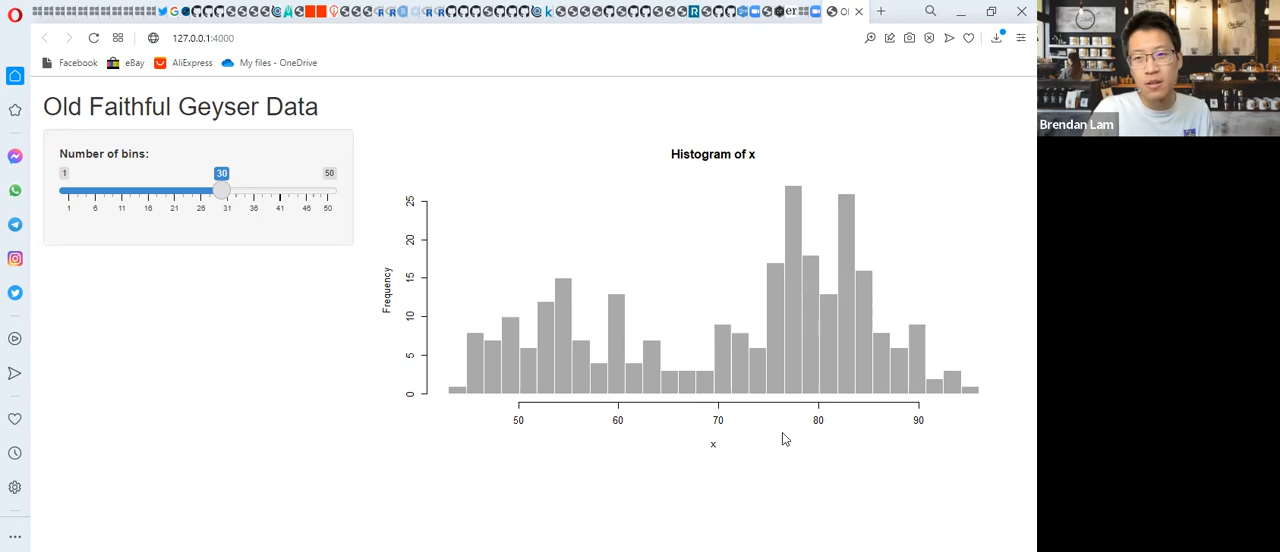 127.0.0.1:4000
Facebook
eBay
AliExpress
My files - OneDrive
Old Faithful Geyser Data
Number of bins:
1
30
50
1 6 11 16 21 26 31 36 41 46 50
Histogram of x
Frequency
25
20
15
10
5
0
50 60 70 80 90
x
Brendan Lam